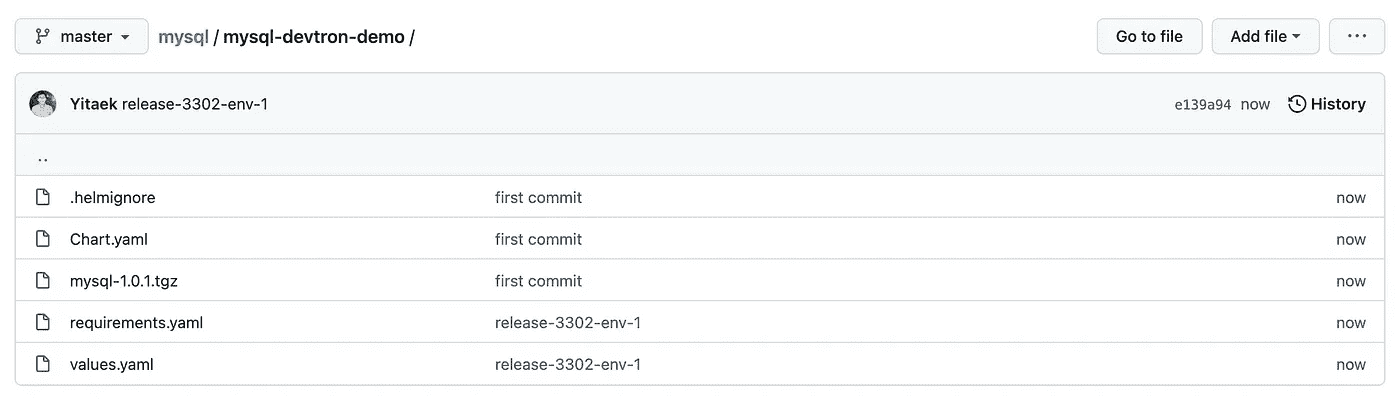 master mysql / mysql-devtron-demo / Go to file Add file ...
Yitaek release-3302-env-1 e139a94 now History
..
.helmignore first commit now
Chart.yaml first commit now
mysql-1.0.1.tgz first commit now
requirements.yaml release-3302-env-1 now
values.yaml release-3302-env-1 now